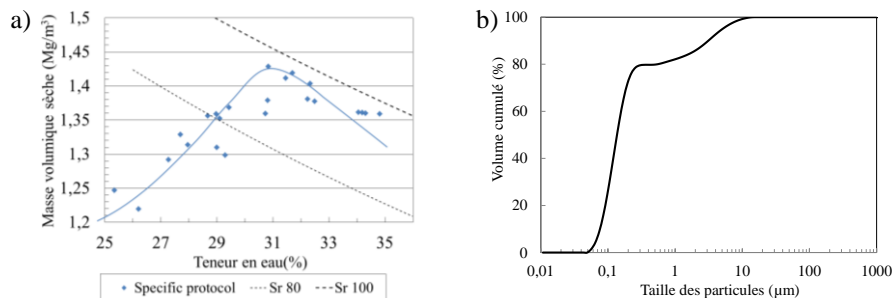 a)
Masse volumique sèche (Mg/m³)
1,5
1,45
1,4
1,35
1,3
1,25
1,2
25 27 29 31 33 35
Teneur en eau(%)
Specific protocol Sr 80 Sr 100
b)
Volume cumulé (%)
100
80
60
40
20
0
0,01 0,1 1 10 100 1000
Taille des particules (µm)